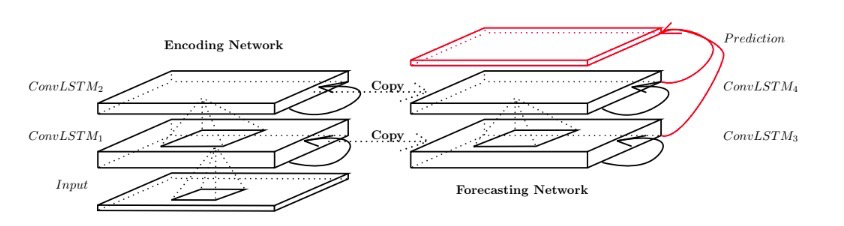 Encoding Network
Prediction
ConvLSTM₂
Copy
ConvLSTM₄
ConvLSTM₁
Copy
ConvLSTM₃
Input
Forecasting Network